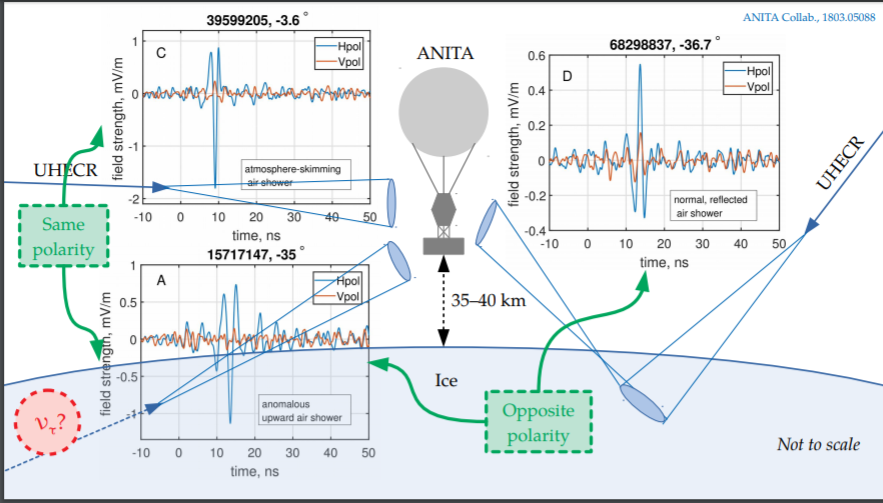 ANITA Collab., 1803.05088
39599205, -3.6°
C
Hpol
Vpol
field strength, mV/m
1
0
-1
-2
atmosphere-skimming
air shower
-10 0 10 20 30 40 50
time, ns
UHECR
Same
polarity
ANITA
68298837, -36.7°
D
Hpol
Vpol
field strength, mV/m
0.6
0.4
0.2
0
-0.2
-0.4
normal, reflected
air shower
-10 0 10 20 30 40 50
time, ns
UHECR
15717147, -35°
A
Hpol
Vpol
field strength, mV/m
1
0.5
0
-0.5
-1
anomalous
upward air shower
-10 0 10 20 30 40 50
time, ns
35–40 km
Ice
ντ?
Opposite
polarity
Not to scale